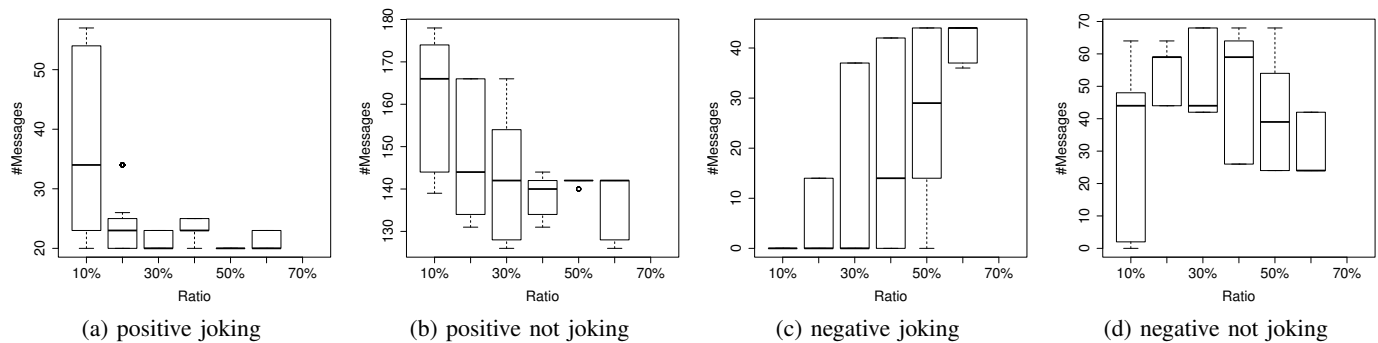 50
40
30
20
#Messages
10% 30% 50% 70%
Ratio
(a) positive joking
180
170
160
150
140
130
#Messages
10% 30% 50% 70%
Ratio
(b) positive not joking
40
30
20
10
0
#Messages
10% 30% 50% 70%
Ratio
(c) negative joking
70
60
50
40
30
20
10
0
#Messages
10% 30% 50% 70%
Ratio
(d) negative not joking